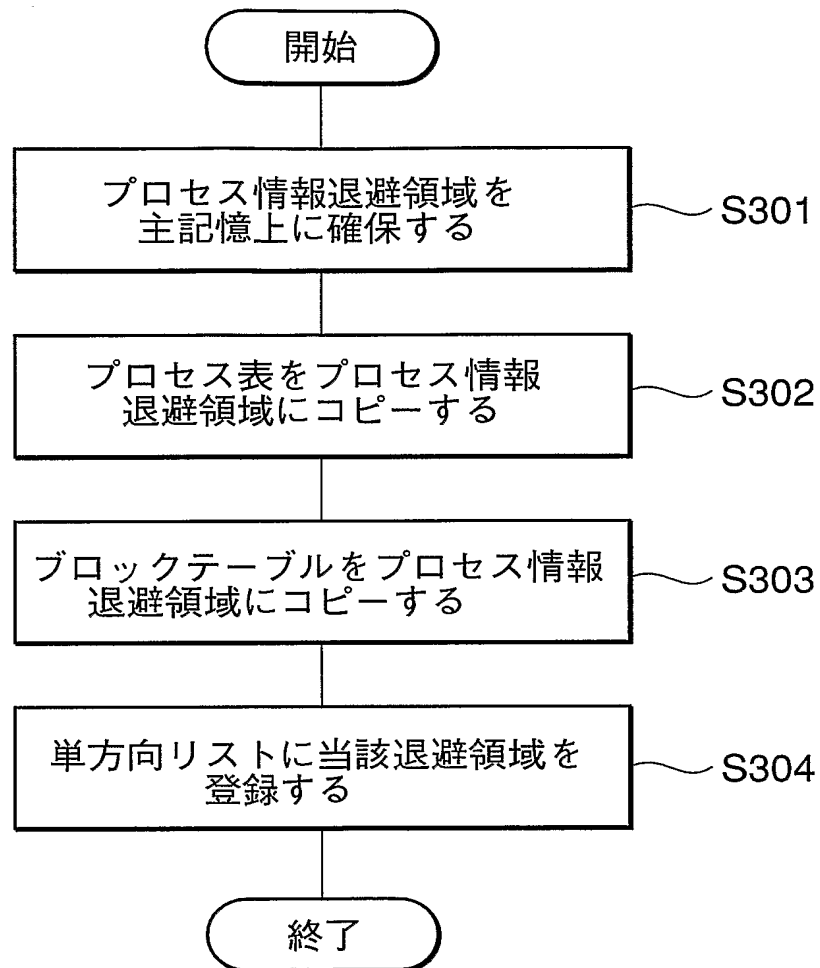 開始
プロセス情報退避領域を
主記憶上に確保する
S301
プロセス表をプロセス情報
退避領域にコピーする
S302
ブロックテーブルをプロセス情報
退避領域にコピーする
S303
単方向リストに当該退避領域を
登録する
S304
終了